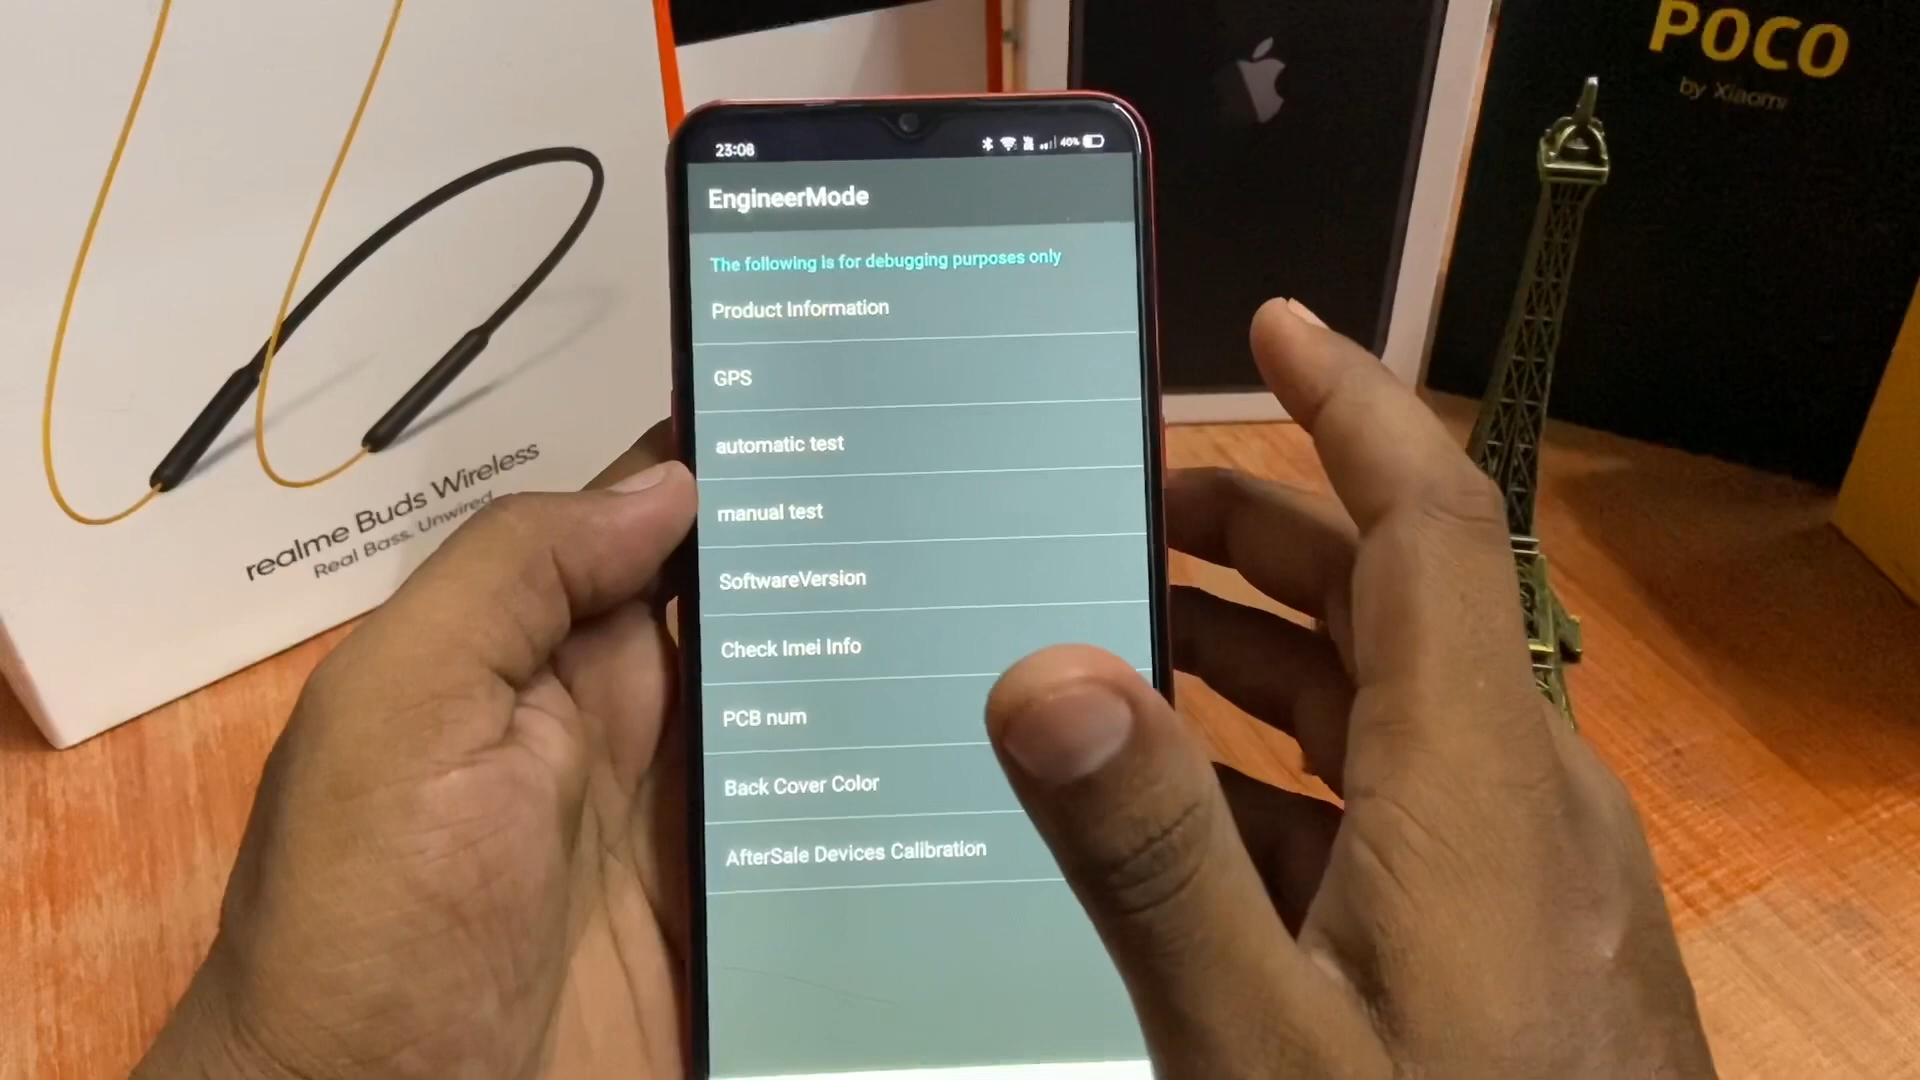 POCO
by Xiaomi
23:08
40%
EngineerMode
The following is for debugging purposes only
Product Information
GPS
automatic test
manual test
SoftwareVersion
Check Imei Info
PCB num
Back Cover Color
AfterSale Devices Calibration
realme Buds Wireless
Real Bass. Unwired.